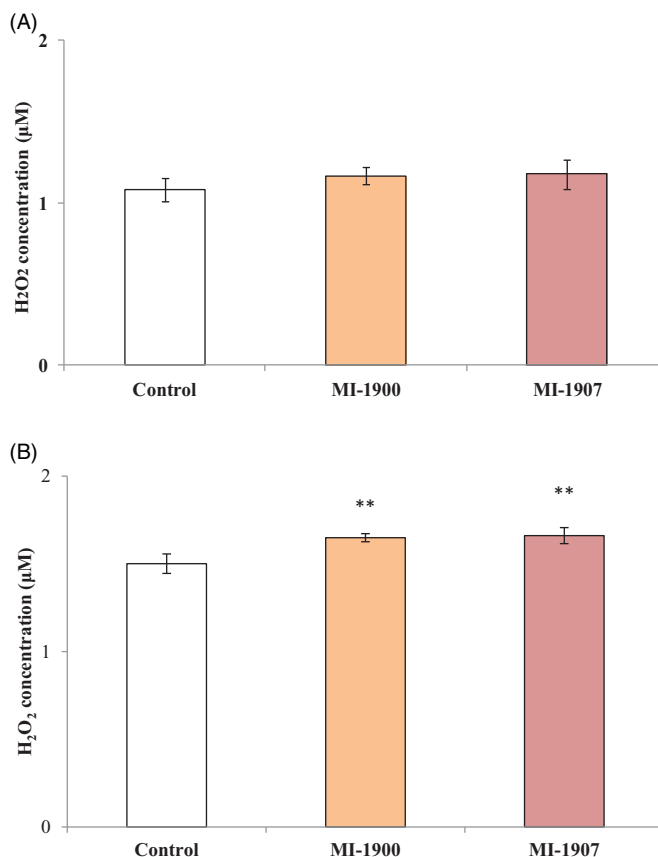 (A)
2
1
0
H2O2 concentration (µM)
Control MI-1900 MI-1907
(B)
2
1
0
H₂O₂ concentration (µM)
** **
Control MI-1900 MI-1907